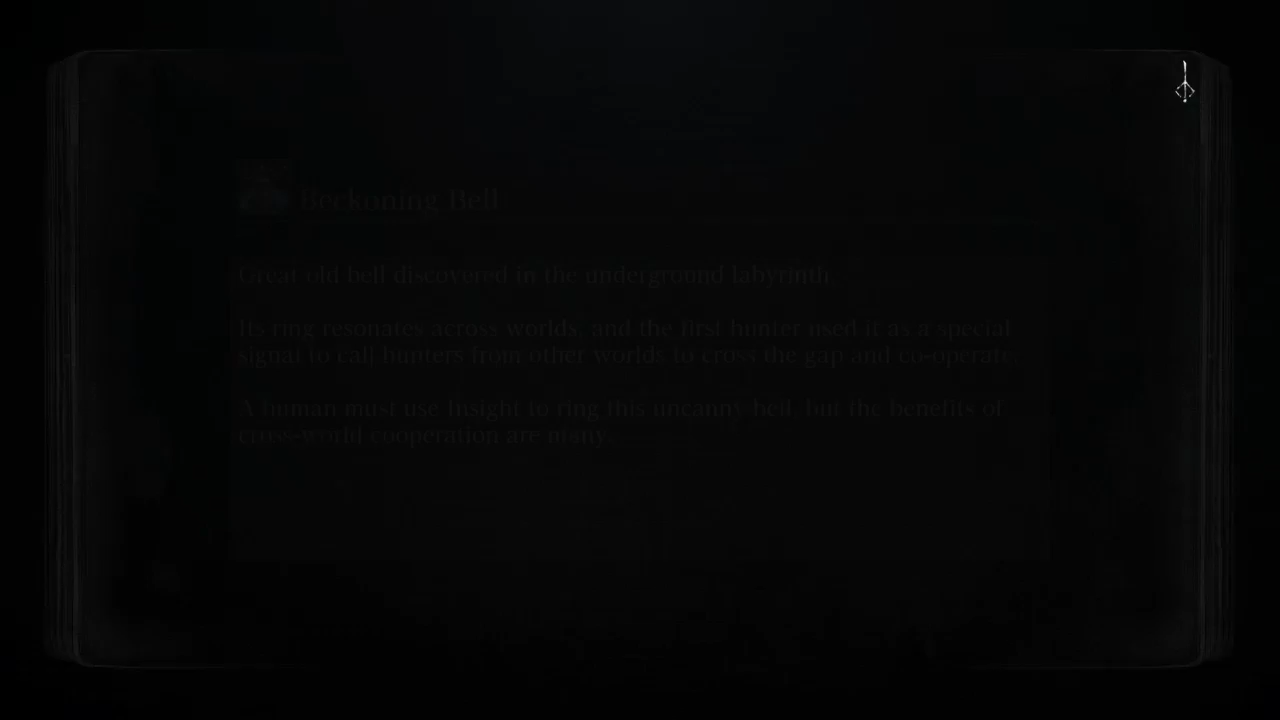 Beckoning Bell
Great old bell discovered in the underground labyrinth.
Its ring resonates across worlds, and the first hunter used it as a special
signal to call hunters from other worlds to cross the gap and co-operate.
A human must use Insight to ring this uncanny bell, but the benefits of
cross-world cooperation are many.